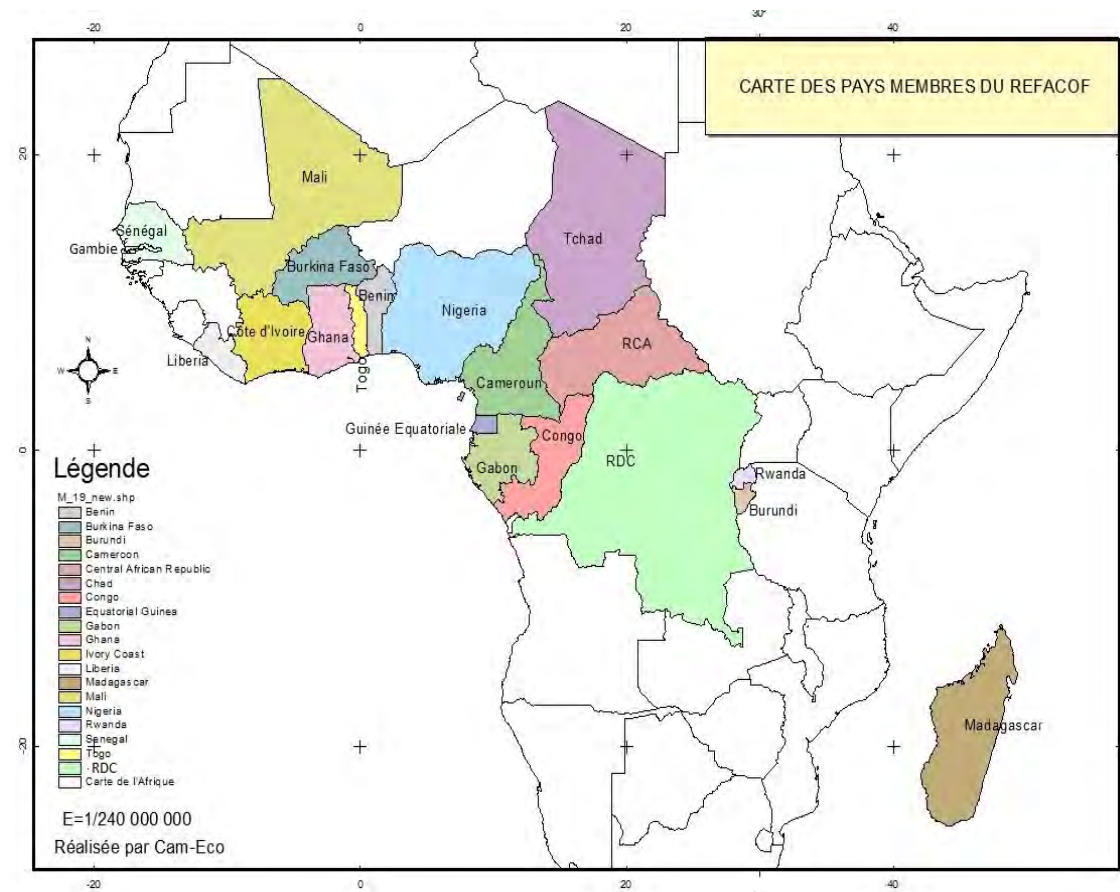 -20
0
20
30°
40
CARTE DES PAYS MEMBRES DU REFACOF
20
20
Mali
Tchad
Sénégal
Gambie
Burkina Faso
Benin
Nigeria
Côte d'Ivoire
Ghana
RCA
Liberia
Togo
N
W
E
S
Cameroun
Guinée Equatoriale
Congo
RDC
Gabon
Rwanda
Burundi
0
0
Madagascar
-20
-20
Légende
M_19_new.shp
Benin
Burkina Faso
Burundi
Cameroon
Central African Republic
Chad
Congo
Equatorial Guinea
Gabon
Ghana
Ivory Coast
Liberia
Madagascar
Mali
Nigeria
Rwanda
Senegal
Togo
-RDC
Carte de l'Afrique
E=1/240 000 000
Réalisée par Cam-Eco
-20
0
20
30°
40